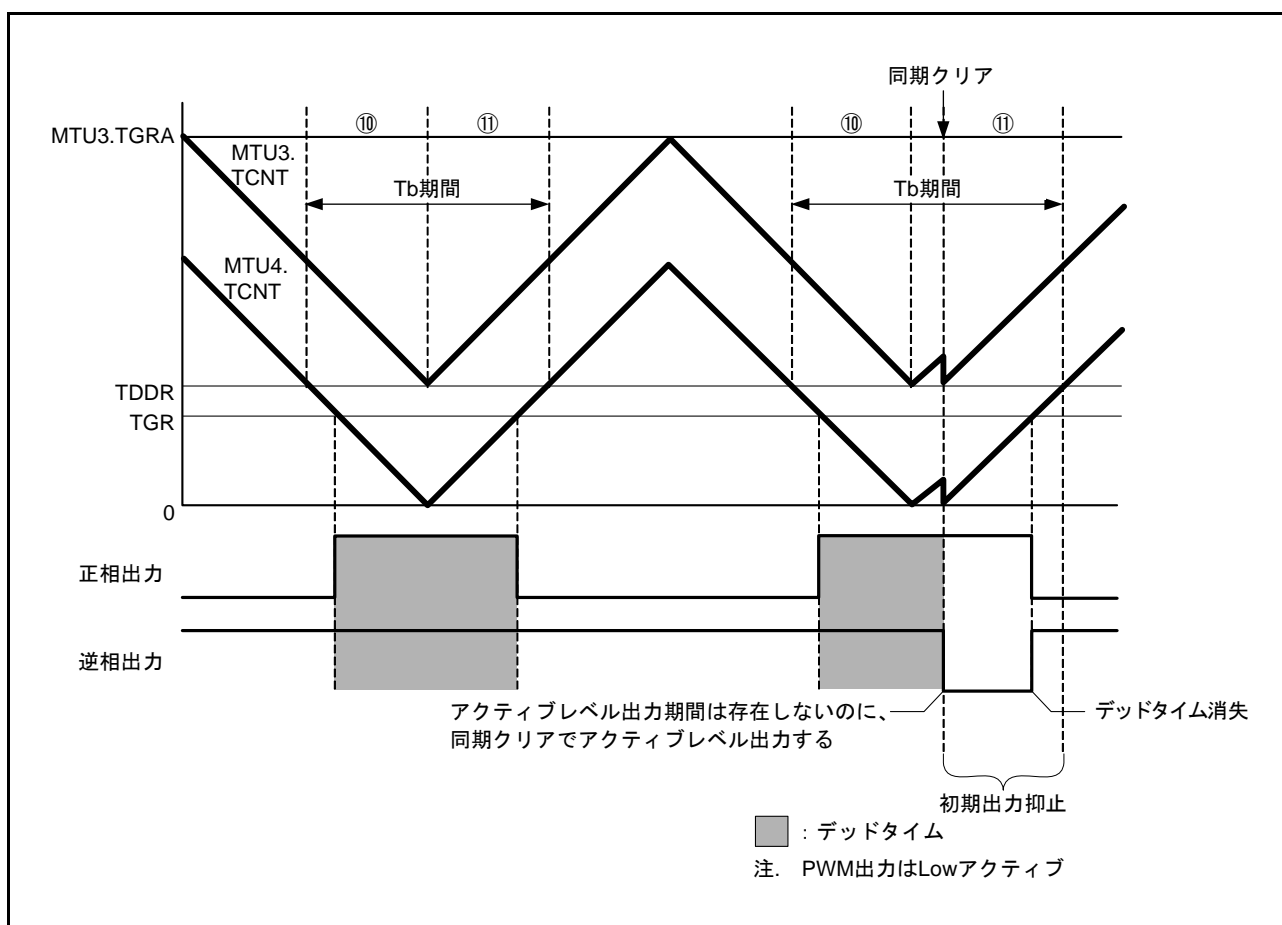 同期クリア
MTU3.TGRA
⑩
⑪
⑩
⑪
MTU3.
TCNT
Tb期間
Tb期間
MTU4.
TCNT
TDDR
TGR
0
正相出力
逆相出力
アクティブレベル出力期間は存在しないのに、
同期クリアでアクティブレベル出力する
デッドタイム消失
初期出力抑止
：デッドタイム
注. PWM出力はLowアクティブ